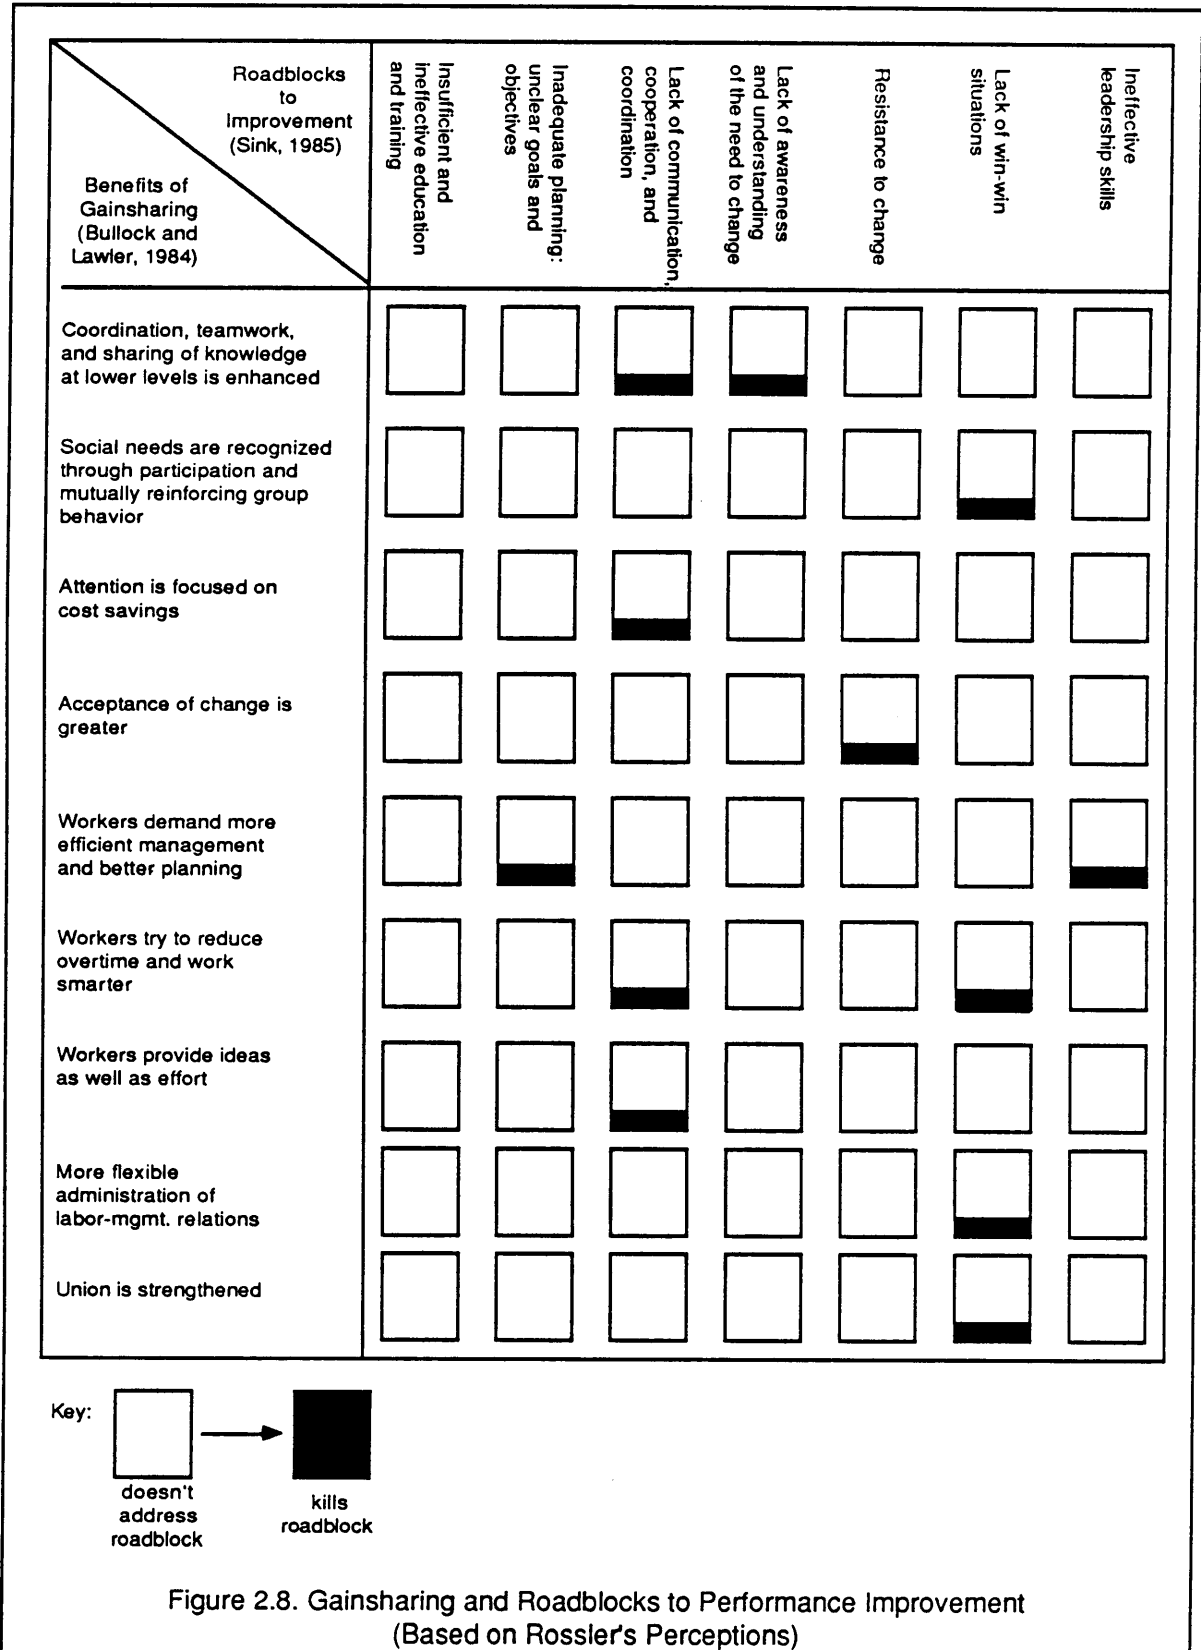 Roadblocks
to
Improvement
(Sink, 1985)
Benefits of
Gainsharing
(Bullock and
Lawler, 1984)
Insufficient and
ineffective education
and training
Inadequate planning:
unclear goals and
objectives
Lack of communication,
cooperation, and
coordination
Lack of awareness
and understanding
of the need to change
Resistance to change
Lack of win-win
situations
Ineffective
leadership skills
Coordination, teamwork,
and sharing of knowledge
at lower levels is enhanced
Social needs are recognized
through participation and
mutually reinforcing group
behavior
Attention is focused on
cost savings
Acceptance of change is
greater
Workers demand more
efficient management
and better planning
Workers try to reduce
overtime and work
smarter
Workers provide ideas
as well as effort
More flexible
administration of
labor-mgmt. relations
Union is strengthened
Key:
doesn't
address
roadblock
kills
roadblock
Figure 2.8. Gainsharing and Roadblocks to Performance Improvement
(Based on Rossler's Perceptions)